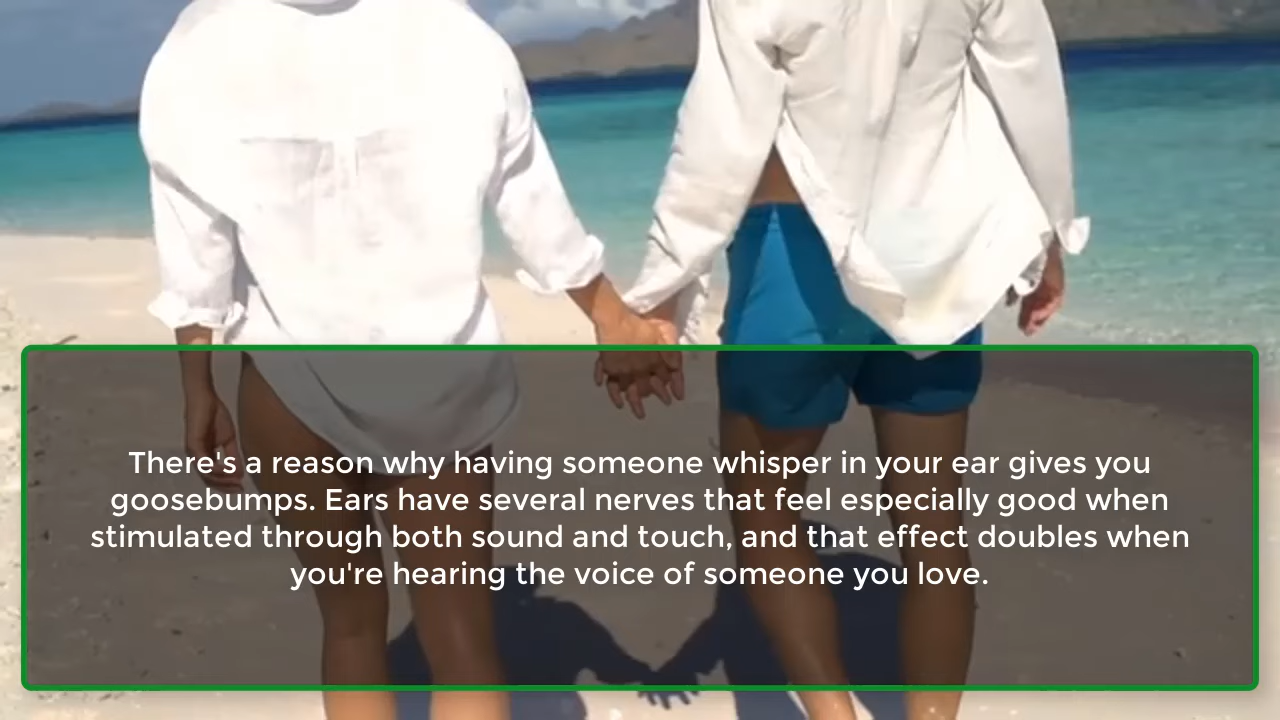 There's a reason why having someone whisper in your ear gives you
goosebumps. Ears have several nerves that feel especially good when
stimulated through both sound and touch, and that effect doubles when
you're hearing the voice of someone you love.